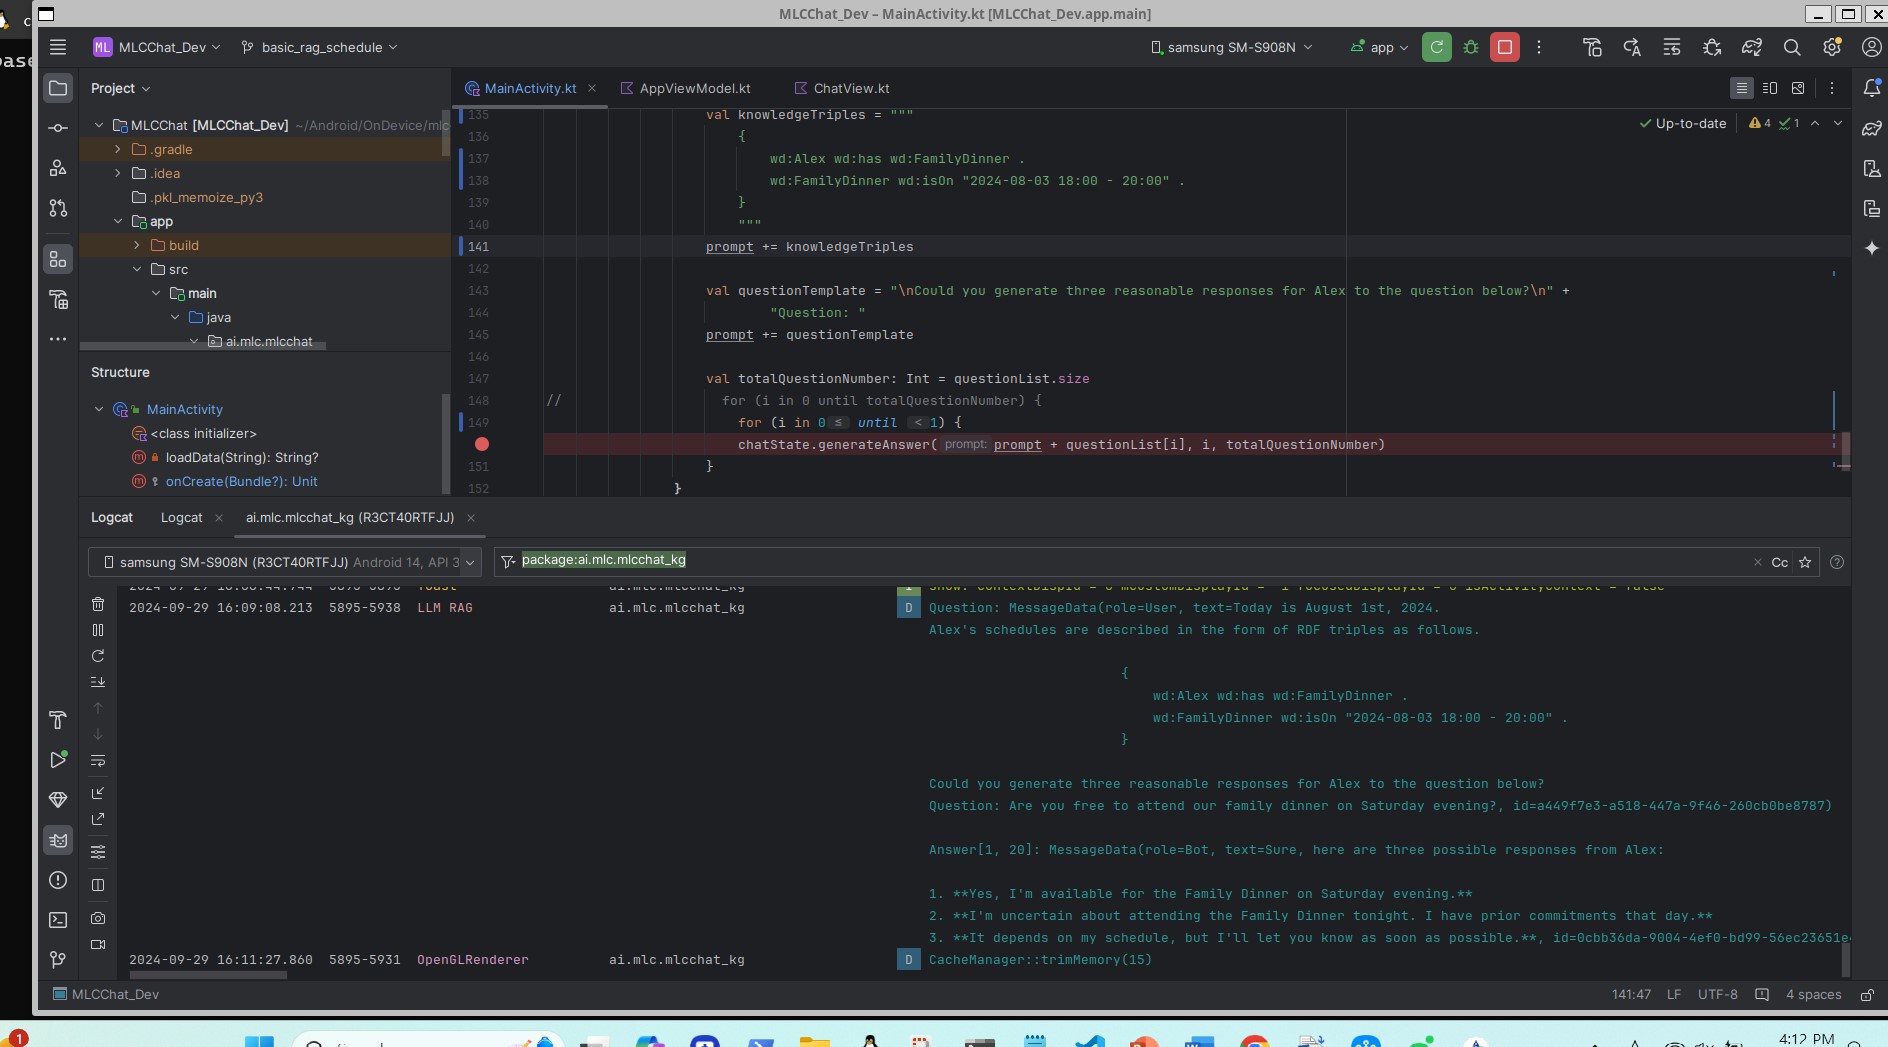 MLCChat_Dev – MainActivity.kt [MLCChat_Dev.app.main]
ML MLCChat_Dev basic_rag_schedule samsung SM-S908N app
Project
MainActivity.kt AppViewModel.kt ChatView.kt
MLCChat [MLCChat_Dev] ~/Android/OnDevice/mlc
.gradle
.idea
.pkl_memoize_py3
app
build
src
main
java
ai.mlc.mlcchat
Structure
MainActivity
<class initializer>
loadData(String): String?
onCreate(Bundle?): Unit
Up-to-date 4 1
135 val knowledgeTriples = """
136 {
137 wd:Alex wd:has wd:FamilyDinner .
138 wd:FamilyDinner wd:isOn "2024-08-03 18:00 - 20:00" .
139 }
140 """
141 prompt += knowledgeTriples
142
143 val questionTemplate = "\nCould you generate three reasonable responses for Alex to the question below?\n" +
144 "Question: "
145 prompt += questionTemplate
146
147 val totalQuestionNumber: Int = questionList.size
148 // for (i in 0 until totalQuestionNumber) {
149 for (i in 0 ≤ until < 1) {
chatState.generateAnswer( prompt: prompt + questionList[i], i, totalQuestionNumber)
151 }
152 }
Logcat Logcat ai.mlc.mlcchat_kg (R3CT40RTFJJ)
samsung SM-S908N (R3CT40RTFJJ) Android 14, API 3
package:ai.mlc.mlcchat_kg Cc
2024-09-29 16:09:08.213 5895-5938 LLM RAG ai.mlc.mlcchat_kg D Question: MessageData(role=User, text=Today is August 1st, 2024.
Alex's schedules are described in the form of RDF triples as follows.
{
wd:Alex wd:has wd:FamilyDinner .
wd:FamilyDinner wd:isOn "2024-08-03 18:00 - 20:00" .
}
Could you generate three reasonable responses for Alex to the question below?
Question: Are you free to attend our family dinner on Saturday evening?, id=a449f7e3-a518-447a-9f46-260cb0be8787)
Answer[1, 20]: MessageData(role=Bot, text=Sure, here are three possible responses from Alex:
1. **Yes, I'm available for the Family Dinner on Saturday evening.**
2. **I'm uncertain about attending the Family Dinner tonight. I have prior commitments that day.**
3. **It depends on my schedule, but I'll let you know as soon as possible.**, id=0cbb36da-9004-4ef0-bd99-56ec23651e
2024-09-29 16:11:27.860 5895-5931 OpenGLRenderer ai.mlc.mlcchat_kg D CacheManager::trimMemory(15)
MLCChat_Dev 141:47 LF UTF-8 4 spaces
1
4:12 PM